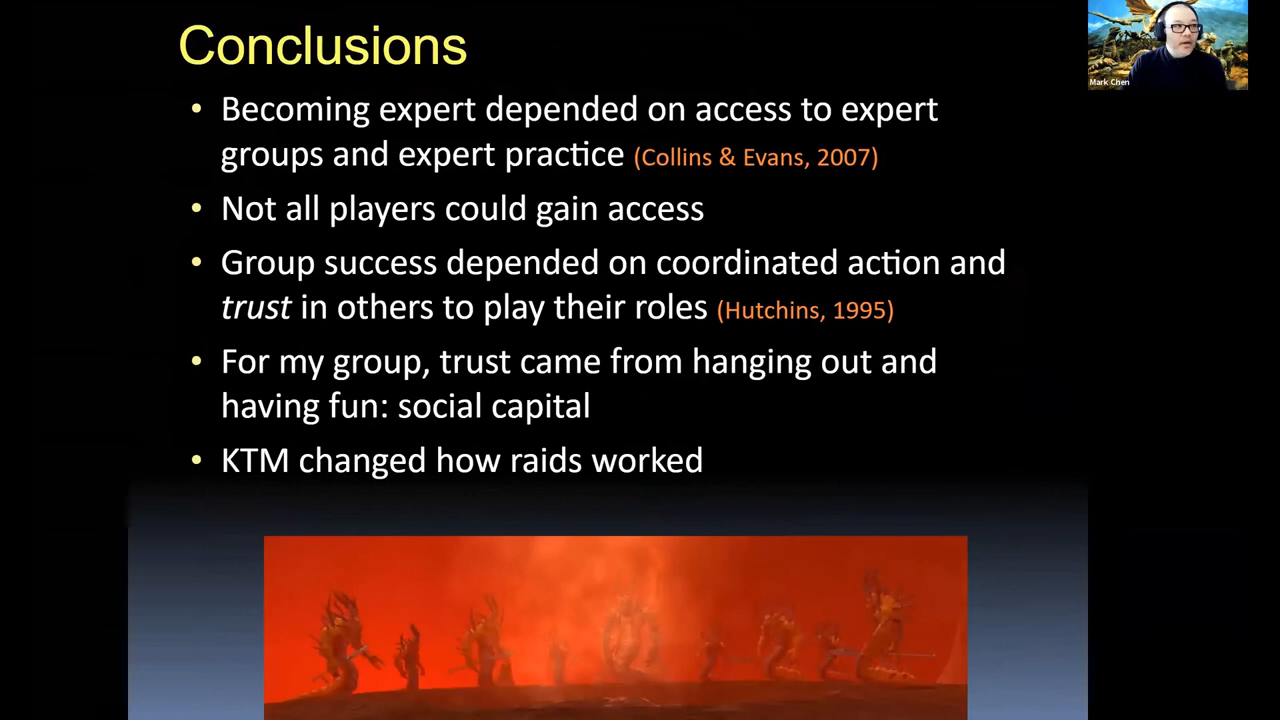 Conclusions
• Becoming expert depended on access to expert
groups and expert practice (Collins & Evans, 2007)
• Not all players could gain access
• Group success depended on coordinated action and
trust in others to play their roles (Hutchins, 1995)
• For my group, trust came from hanging out and
having fun: social capital
• KTM changed how raids worked
Mark Chen